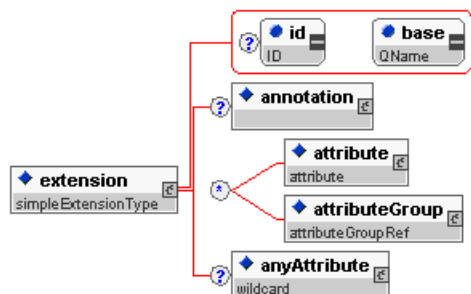 ? id base
ID QName
? annotation
attribute
attribute
extension
simpleExtensionType
*
attributeGroup
attributeGroupRef
? anyAttribute
wildcard